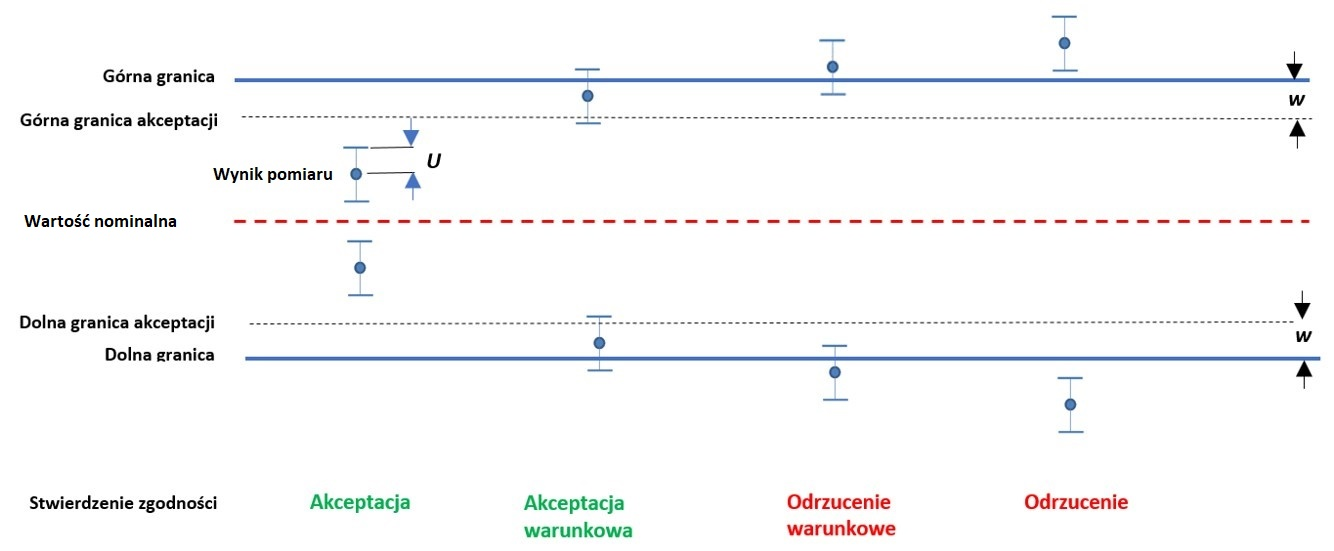 Górna granica
w
Górna granica akceptacji
U
Wynik pomiaru
Wartość nominalna
Dolna granica akceptacji
w
Dolna granica
Stwierdzenie zgodności
Akceptacja
Akceptacja
warunkowa
Odrzucenie
warunkowe
Odrzucenie